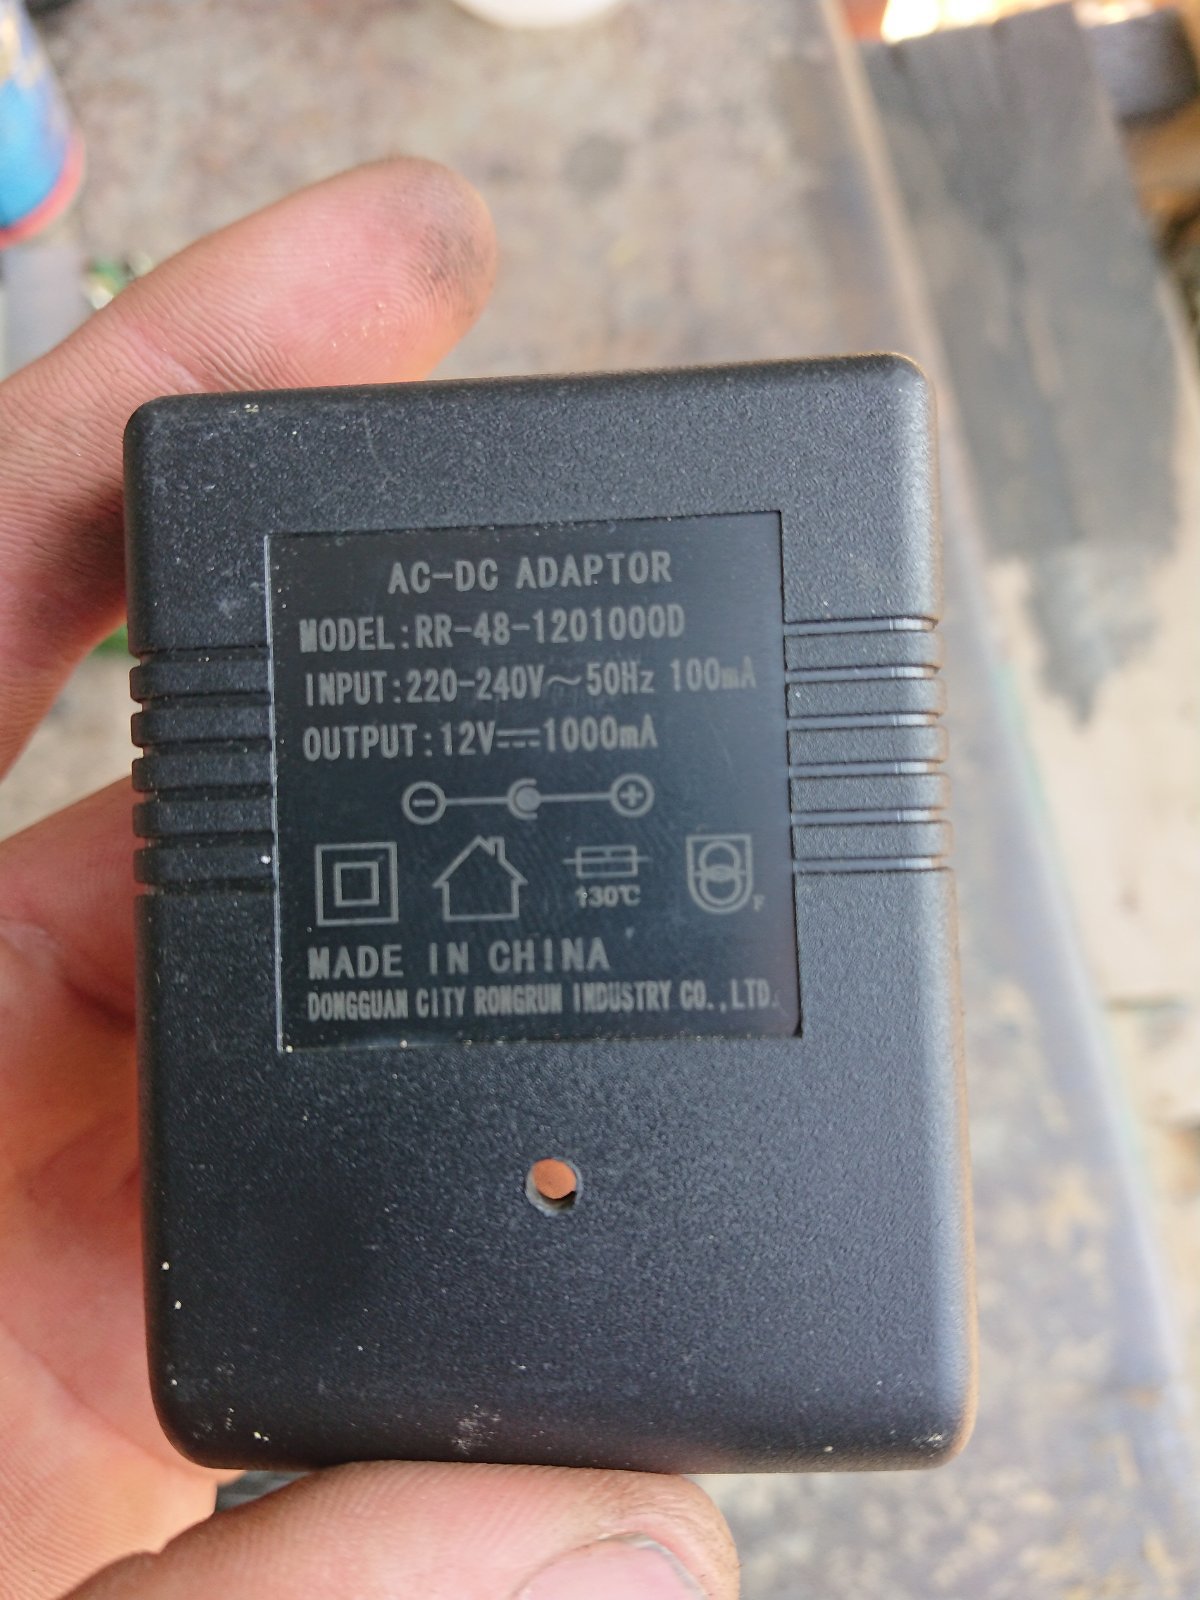 AC-DC ADAPTOR
MODEL:RR-48-1201000D
INPUT:220-240V～50Hz 100mA
OUTPUT:12V⎓1000mA
130℃
F
MADE IN CHINA
DONGGUAN CITY RONGRUN INDUSTRY CO.,LTD.